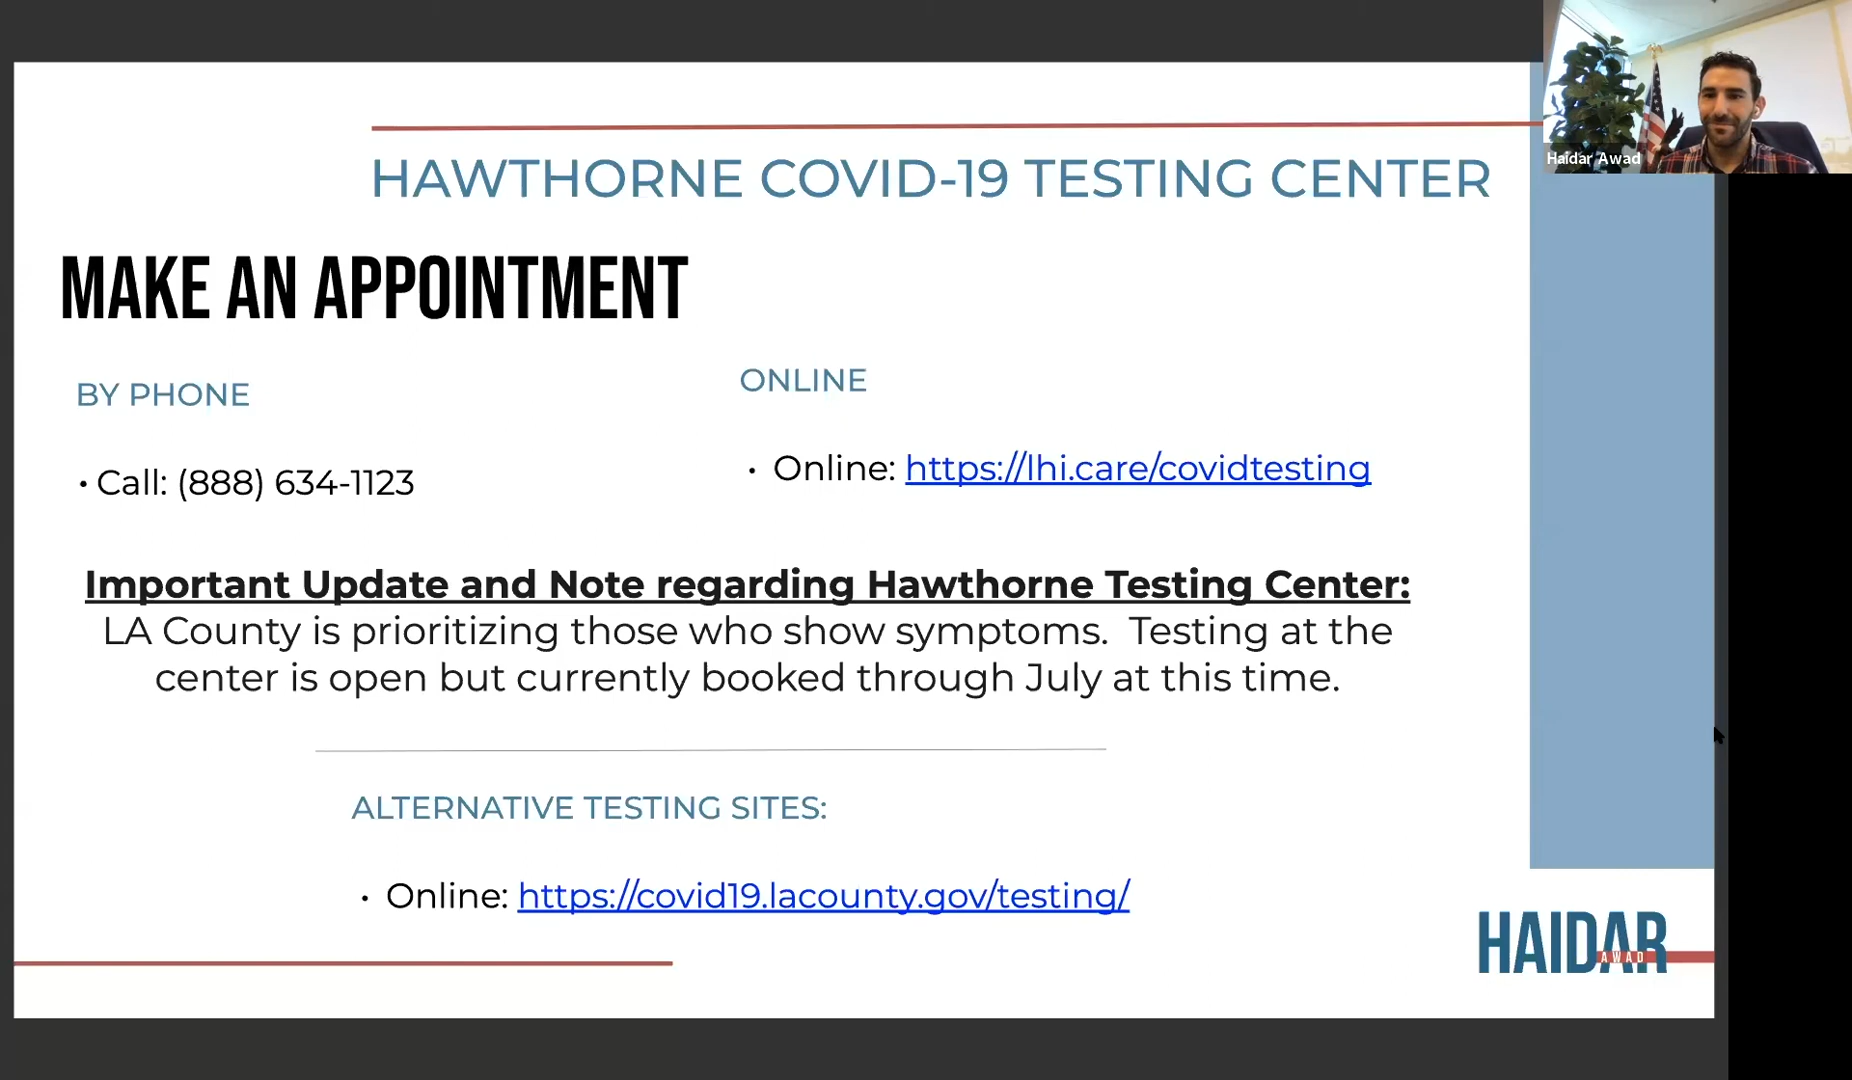 Haidar Awad
HAWTHORNE COVID-19 TESTING CENTER
MAKE AN APPOINTMENT
BY PHONE
• Call: (888) 634-1123
ONLINE
• Online: https://lhi.care/covidtesting
Important Update and Note regarding Hawthorne Testing Center:
LA County is prioritizing those who show symptoms. Testing at the
center is open but currently booked through July at this time.
ALTERNATIVE TESTING SITES:
• Online: https://covid19.lacounty.gov/testing/
HAIDAR
AWAD